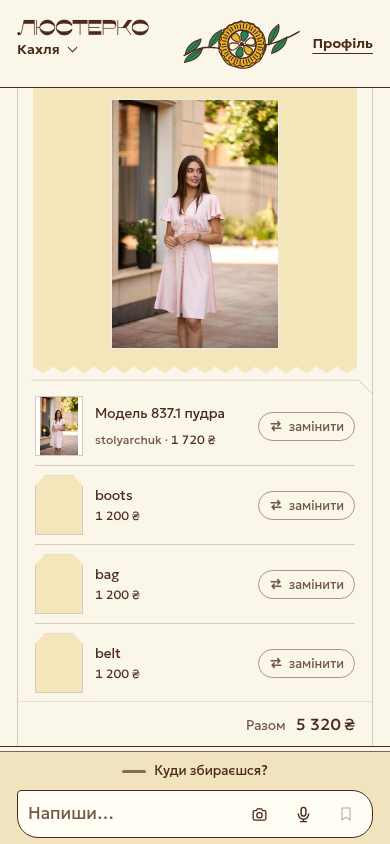 ЛЮСТЕРКО
Кахля
Профіль
Модель 837.1 пудра
stolyarchuk · 1 720 ₴
замінити
boots
1 200 ₴
замінити
bag
1 200 ₴
замінити
belt
1 200 ₴
замінити
Разом 5 320 ₴
Куди збираєшся?
Напиши...